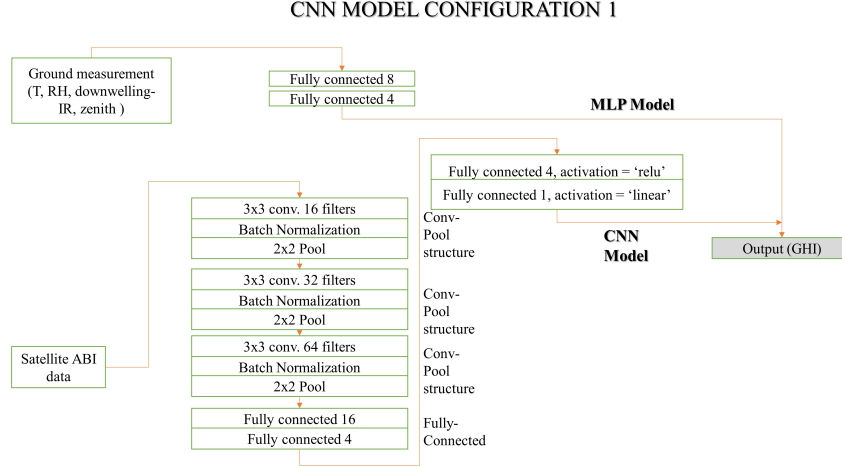 CNN MODEL CONFIGURATION 1
Ground measurement
(T, RH, downwelling-
IR, zenith )
Fully connected 8
Fully connected 4
MLP Model
Fully connected 4, activation = ‘relu’
Fully connected 1, activation = ‘linear’
3x3 conv. 16 filters
Batch Normalization
2x2 Pool
Conv-
Pool
structure
CNN
Model
Output (GHI)
3x3 conv. 32 filters
Batch Normalization
2x2 Pool
Conv-
Pool
structure
3x3 conv. 64 filters
Batch Normalization
2x2 Pool
Conv-
Pool
structure
Satellite ABI
data
Fully connected 16
Fully connected 4
Fully-
Connected